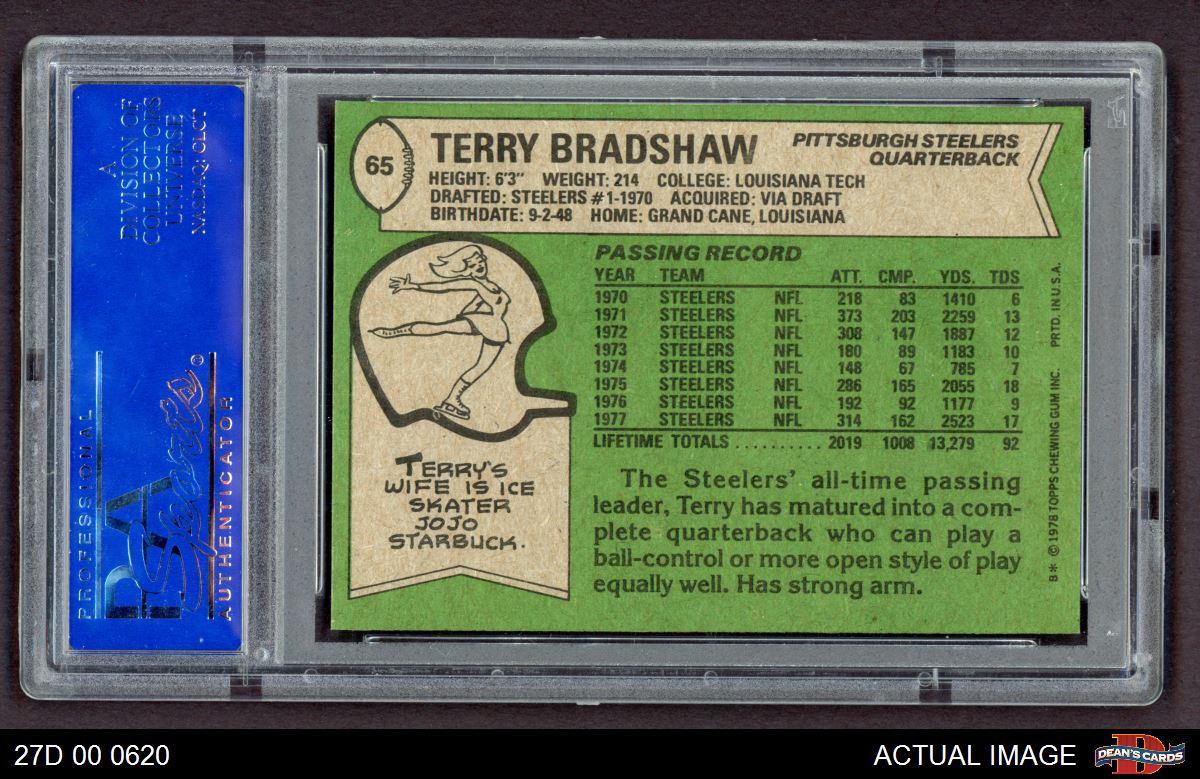 A
DIVISION OF
COLLECTORS
UNIVERSE
NASDAQ: CLCT
PROFESSIONAL
PSA
Sports®
AUTHENTICATOR
65
TERRY BRADSHAW
PITTSBURGH STEELERS
QUARTERBACK
HEIGHT: 6'3" WEIGHT: 214 COLLEGE: LOUISIANA TECH
DRAFTED: STEELERS #1-1970 ACQUIRED: VIA DRAFT
BIRTHDATE: 9-2-48 HOME: GRAND CANE, LOUISIANA
TERRY'S
WIFE IS ICE
SKATER
JOJO
STARBUCK.
PASSING RECORD
YEAR TEAM ATT. CMP. YDS. TDS
1970 STEELERS NFL 218 83 1410 6
1971 STEELERS NFL 373 203 2259 13
1972 STEELERS NFL 308 147 1887 12
1973 STEELERS NFL 180 89 1183 10
1974 STEELERS NFL 148 67 785 7
1975 STEELERS NFL 286 165 2055 18
1976 STEELERS NFL 192 92 1177 9
1977 STEELERS NFL 314 162 2523 17
LIFETIME TOTALS .......... 2019 1008 13,279 92
The Steelers' all-time passing
leader, Terry has matured into a com-
plete quarterback who can play a
ball-control or more open style of play
equally well. Has strong arm.
B* © 1978 TOPPS CHEWING GUM INC. PRTD. IN U.S.A.
27D 00 0620
ACTUAL IMAGE
D
DEAN'S CARDS